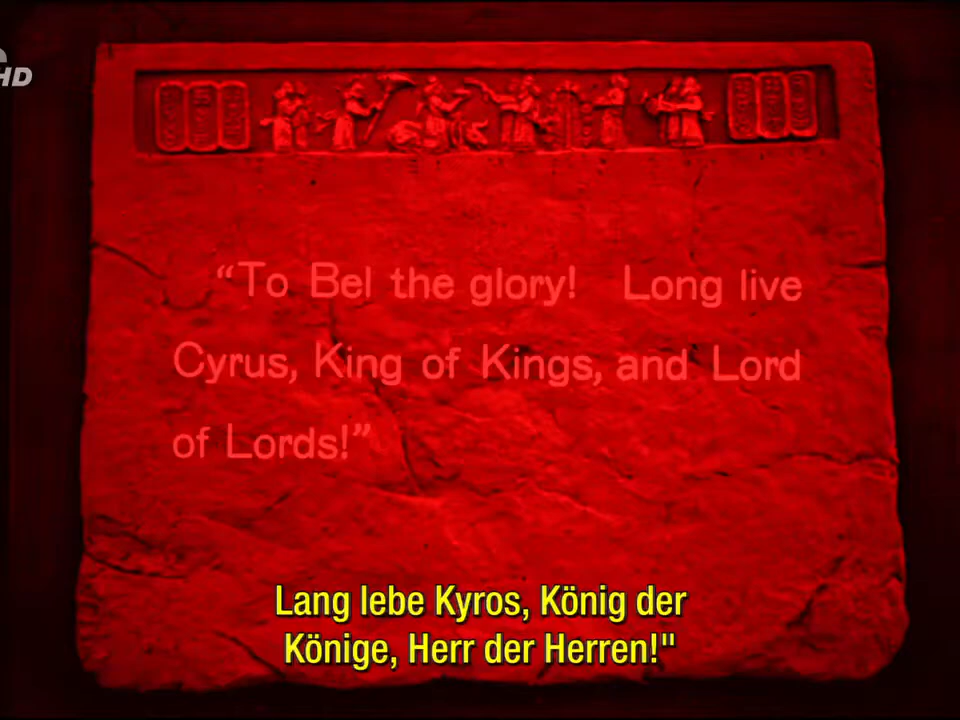 HD
“To Bel the glory! Long live
Cyrus, King of Kings, and Lord
of Lords!”
Lang lebe Kyros, König der
Könige, Herr der Herren!"